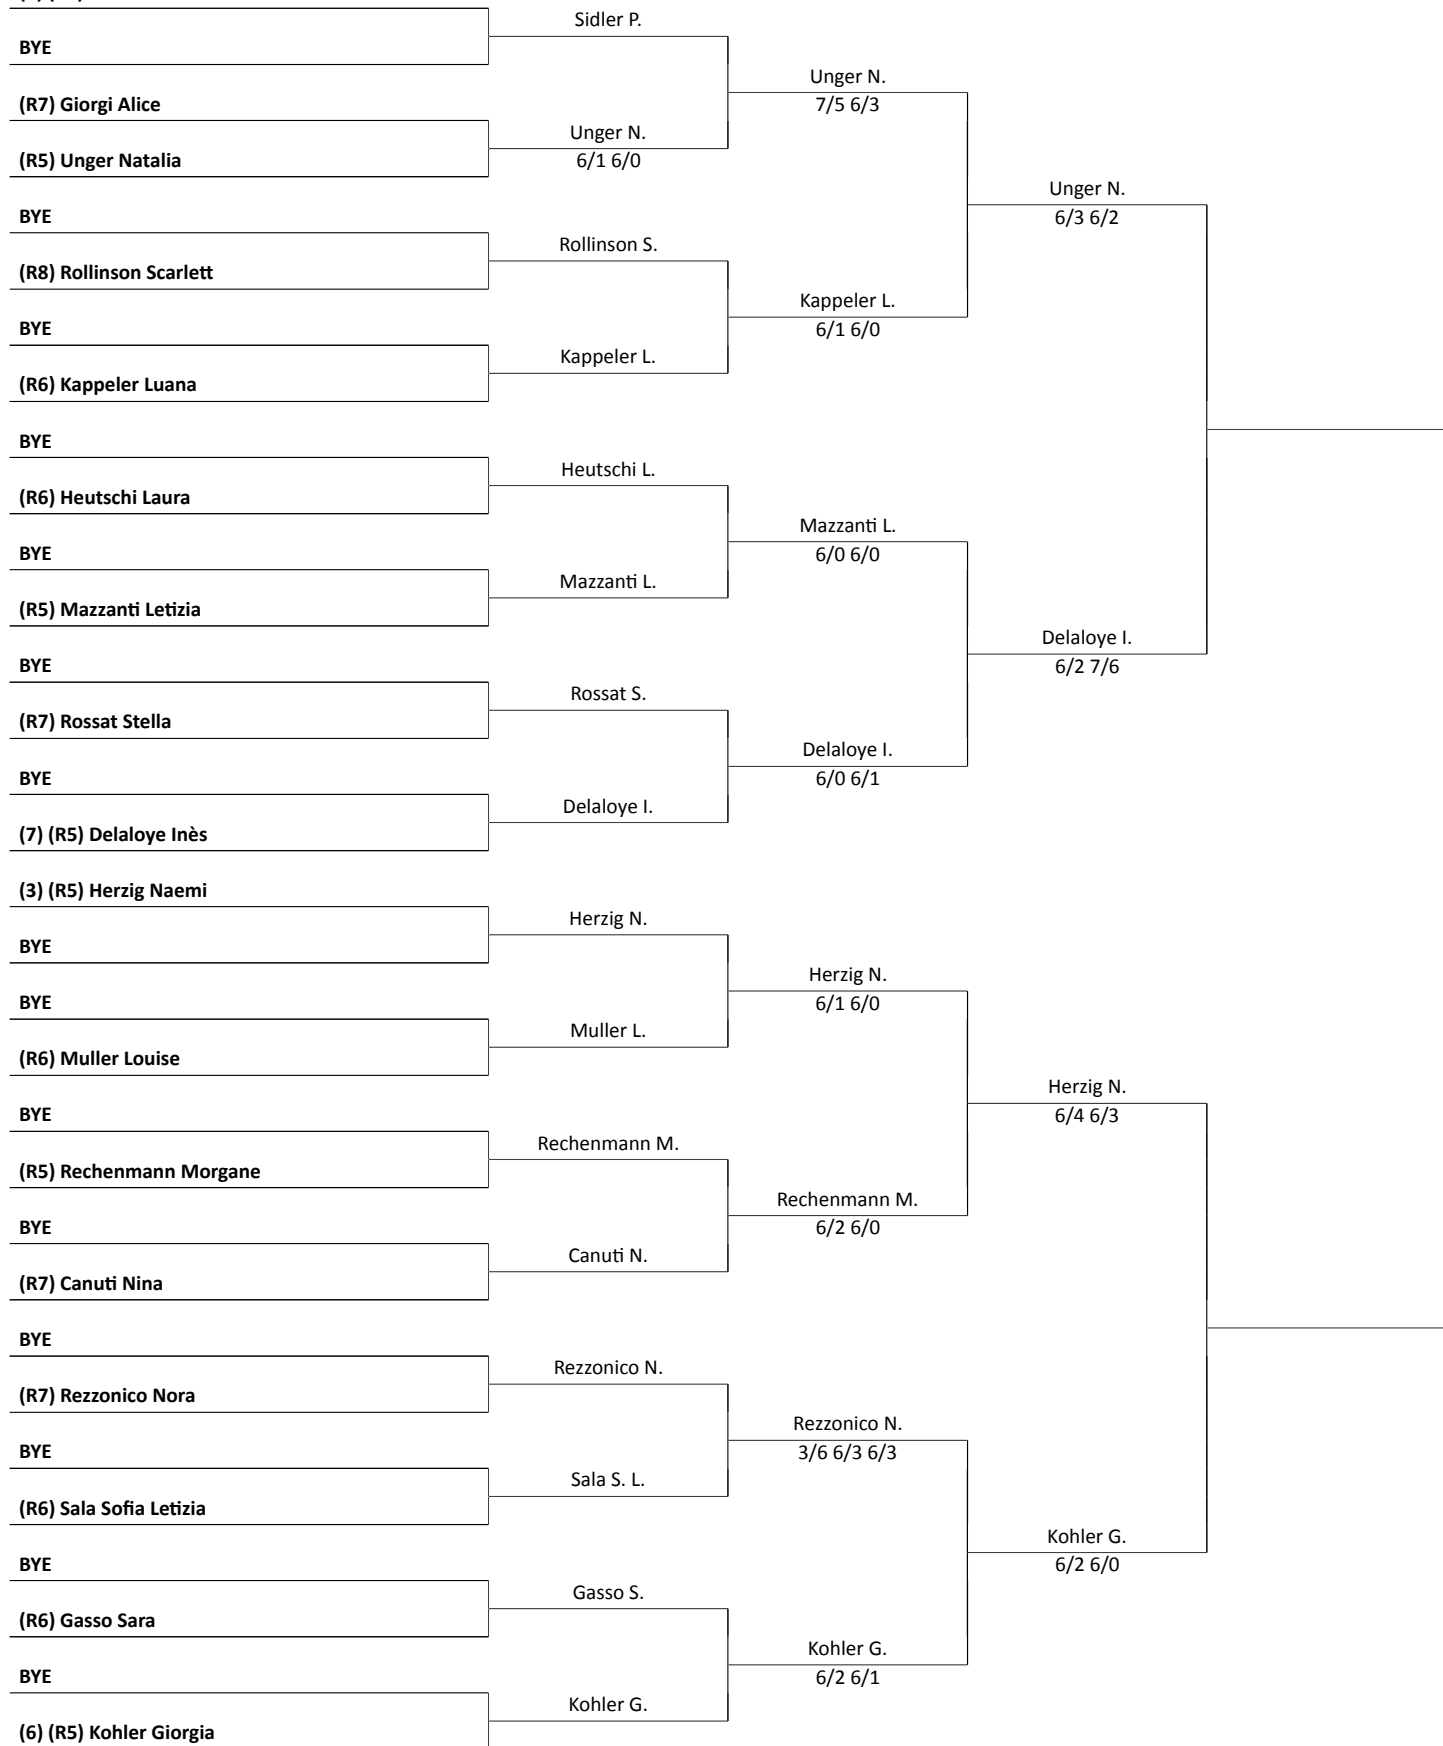 Sidler P.
BYE
Unger N.
(R7) Giorgi Alice
7/5 6/3
Unger N.
(R5) Unger Natalia
6/1 6/0
Unger N.
BYE
6/3 6/2
Rollinson S.
(R8) Rollinson Scarlett
Kappeler L.
BYE
6/1 6/0
Kappeler L.
(R6) Kappeler Luana
BYE
Heutschi L.
(R6) Heutschi Laura
Mazzanti L.
BYE
6/0 6/0
Mazzanti L.
(R5) Mazzanti Letizia
Delaloye I.
BYE
6/2 7/6
Rossat S.
(R7) Rossat Stella
Delaloye I.
BYE
6/0 6/1
Delaloye I.
(7) (R5) Delaloye Inès
(3) (R5) Herzig Naemi
Herzig N.
BYE
Herzig N.
BYE
6/1 6/0
Muller L.
(R6) Muller Louise
Herzig N.
BYE
6/4 6/3
Rechenmann M.
(R5) Rechenmann Morgane
Rechenmann M.
BYE
6/2 6/0
Canuti N.
(R7) Canuti Nina
BYE
Rezzonico N.
(R7) Rezzonico Nora
Rezzonico N.
BYE
3/6 6/3 6/3
Sala S. L.
(R6) Sala Sofia Letizia
Kohler G.
BYE
6/2 6/0
Gasso S.
(R6) Gasso Sara
Kohler G.
BYE
6/2 6/1
Kohler G.
(6) (R5) Kohler Giorgia